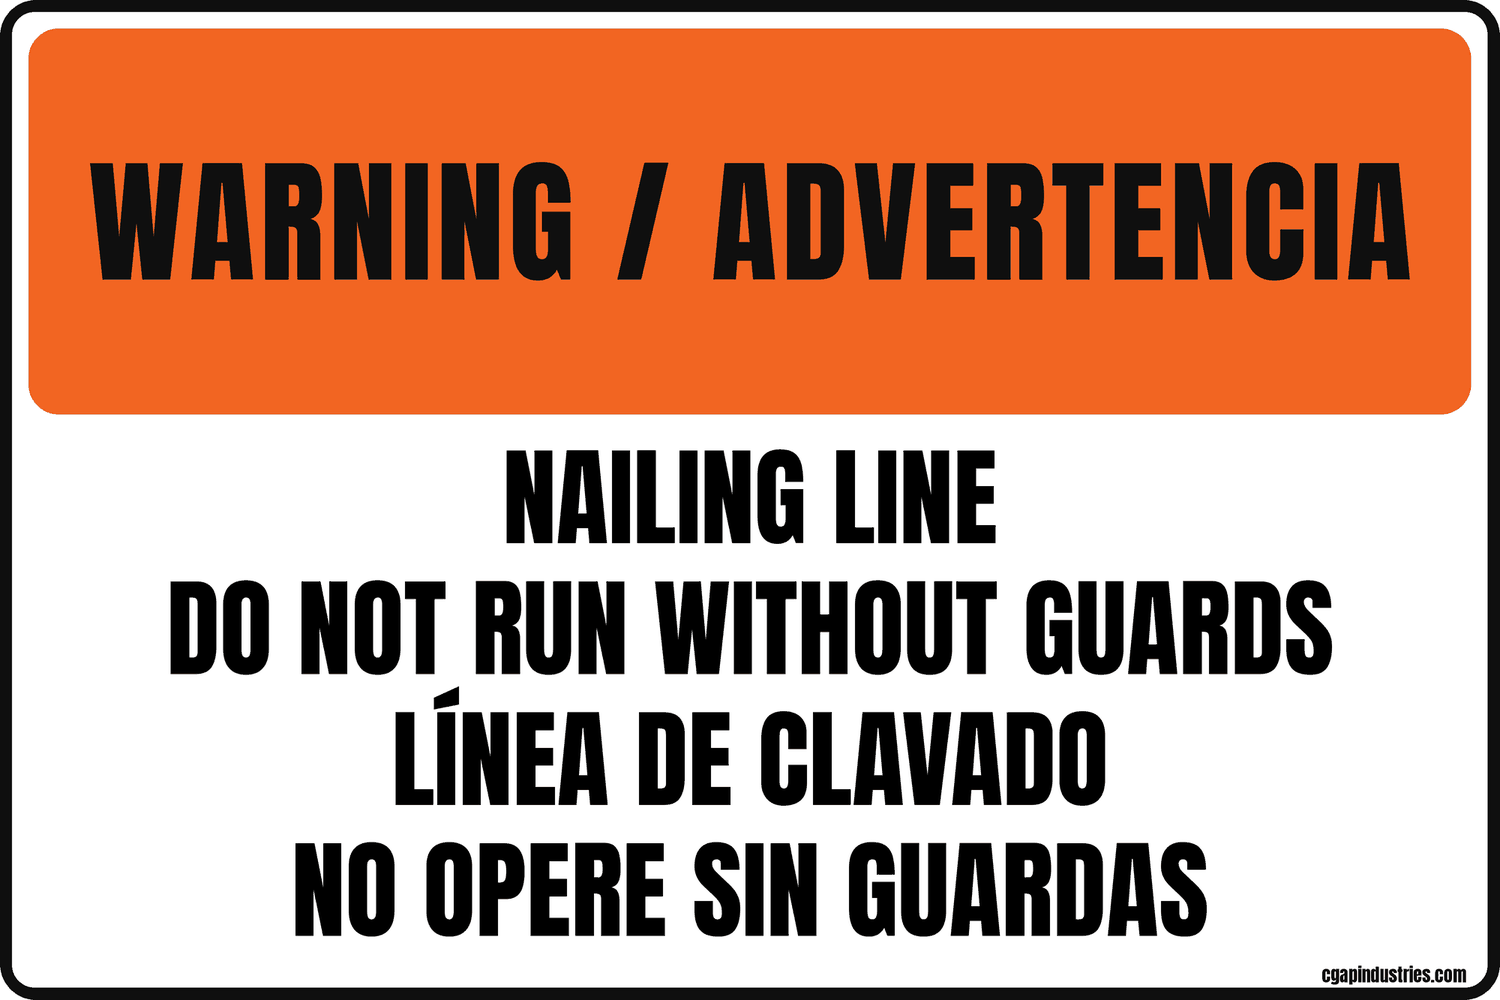 WARNING / ADVERTENCIA
NAILING LINE
DO NOT RUN WITHOUT GUARDS
LÍNEA DE CLAVADO
NO OPERE SIN GUARDAS
cgapindustries.com